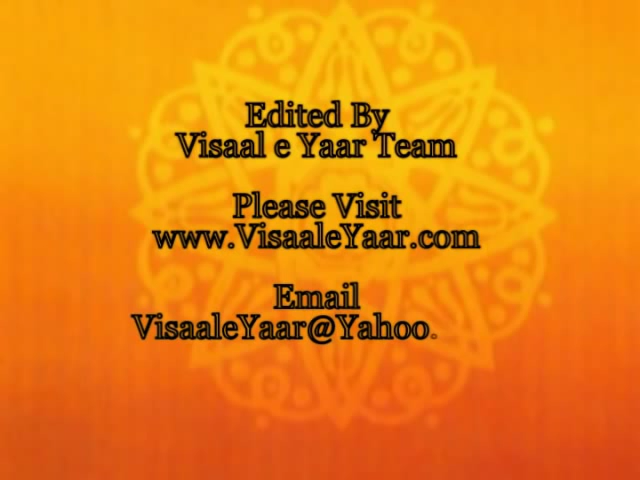 Edited By
Visaal e Yaar Team
Please Visit
www.VisaaleYaar.com
Email
VisaaleYaar@Yahoo.